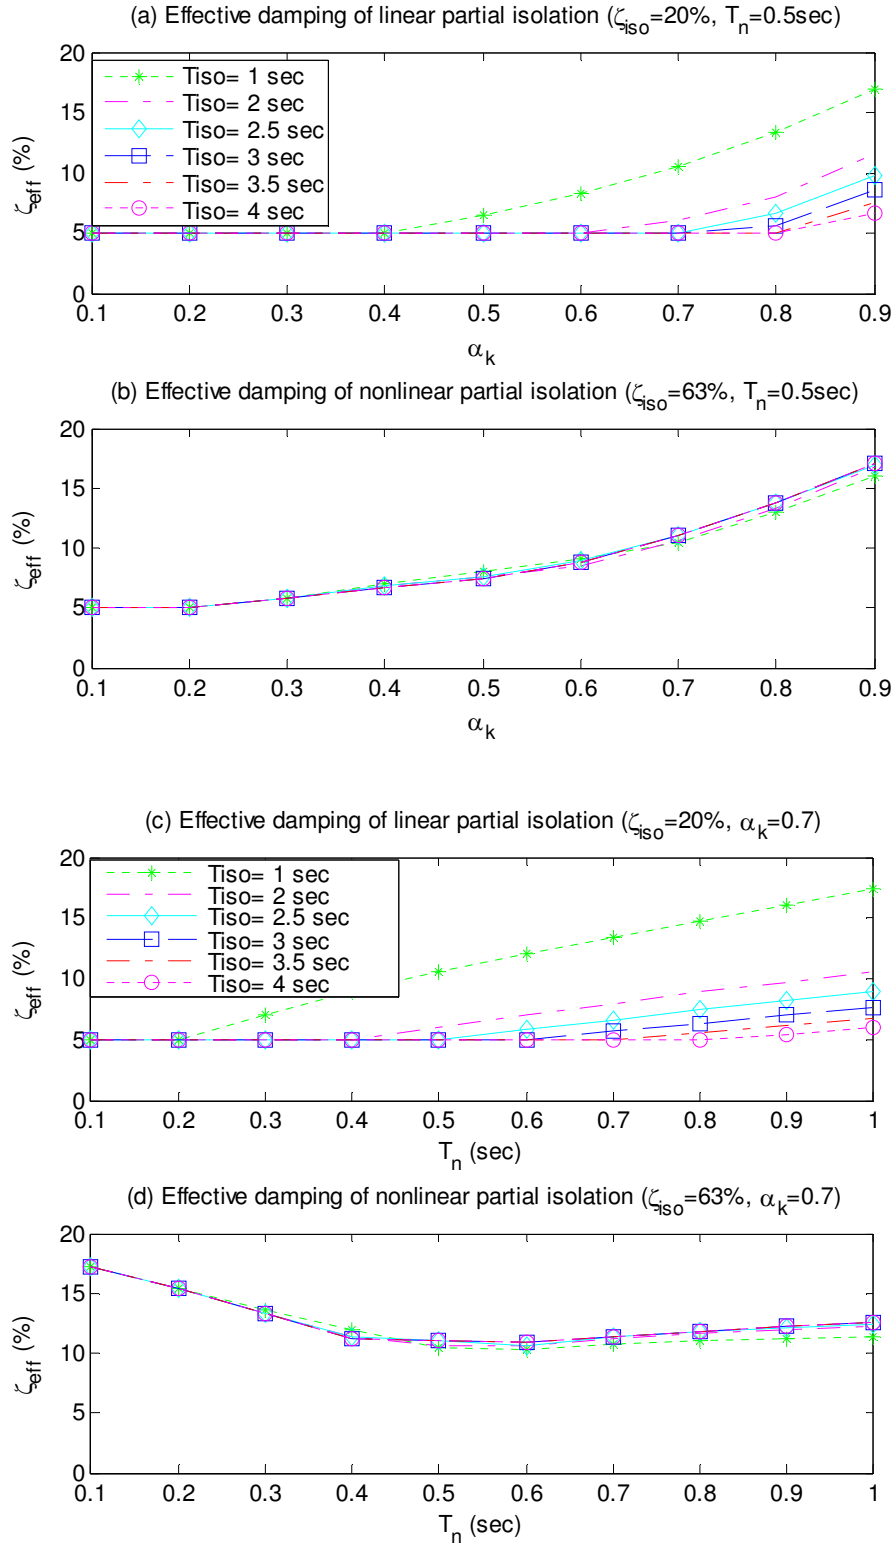 (a) Effective damping of linear partial isolation (ζiso=20%, Tn=0.5sec)
20
15
10
5
0
ζeff (%)
Tiso= 1 sec
Tiso= 2 sec
Tiso= 2.5 sec
Tiso= 3 sec
Tiso= 3.5 sec
Tiso= 4 sec
0.1 0.2 0.3 0.4 0.5 0.6 0.7 0.8 0.9
αk
(b) Effective damping of nonlinear partial isolation (ζiso=63%, Tn=0.5sec)
20
15
10
5
0
ζeff (%)
0.1 0.2 0.3 0.4 0.5 0.6 0.7 0.8 0.9
αk
(c) Effective damping of linear partial isolation (ζiso=20%, αk=0.7)
20
15
10
5
0
ζeff (%)
Tiso= 1 sec
Tiso= 2 sec
Tiso= 2.5 sec
Tiso= 3 sec
Tiso= 3.5 sec
Tiso= 4 sec
0.1 0.2 0.3 0.4 0.5 0.6 0.7 0.8 0.9 1
Tn (sec)
(d) Effective damping of nonlinear partial isolation (ζiso=63%, αk=0.7)
20
15
10
5
0
ζeff (%)
0.1 0.2 0.3 0.4 0.5 0.6 0.7 0.8 0.9 1
Tn (sec)